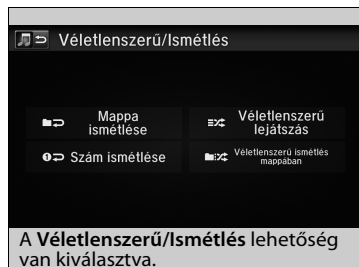 Véletlenszerű/Ismétlés
Mappa
ismétlése
Véletlenszerű
lejátszás
Szám ismétlése
Véletlenszerű ismétlés
mappában
A Véletlenszerű/Ismétlés lehetőség
van kiválasztva.